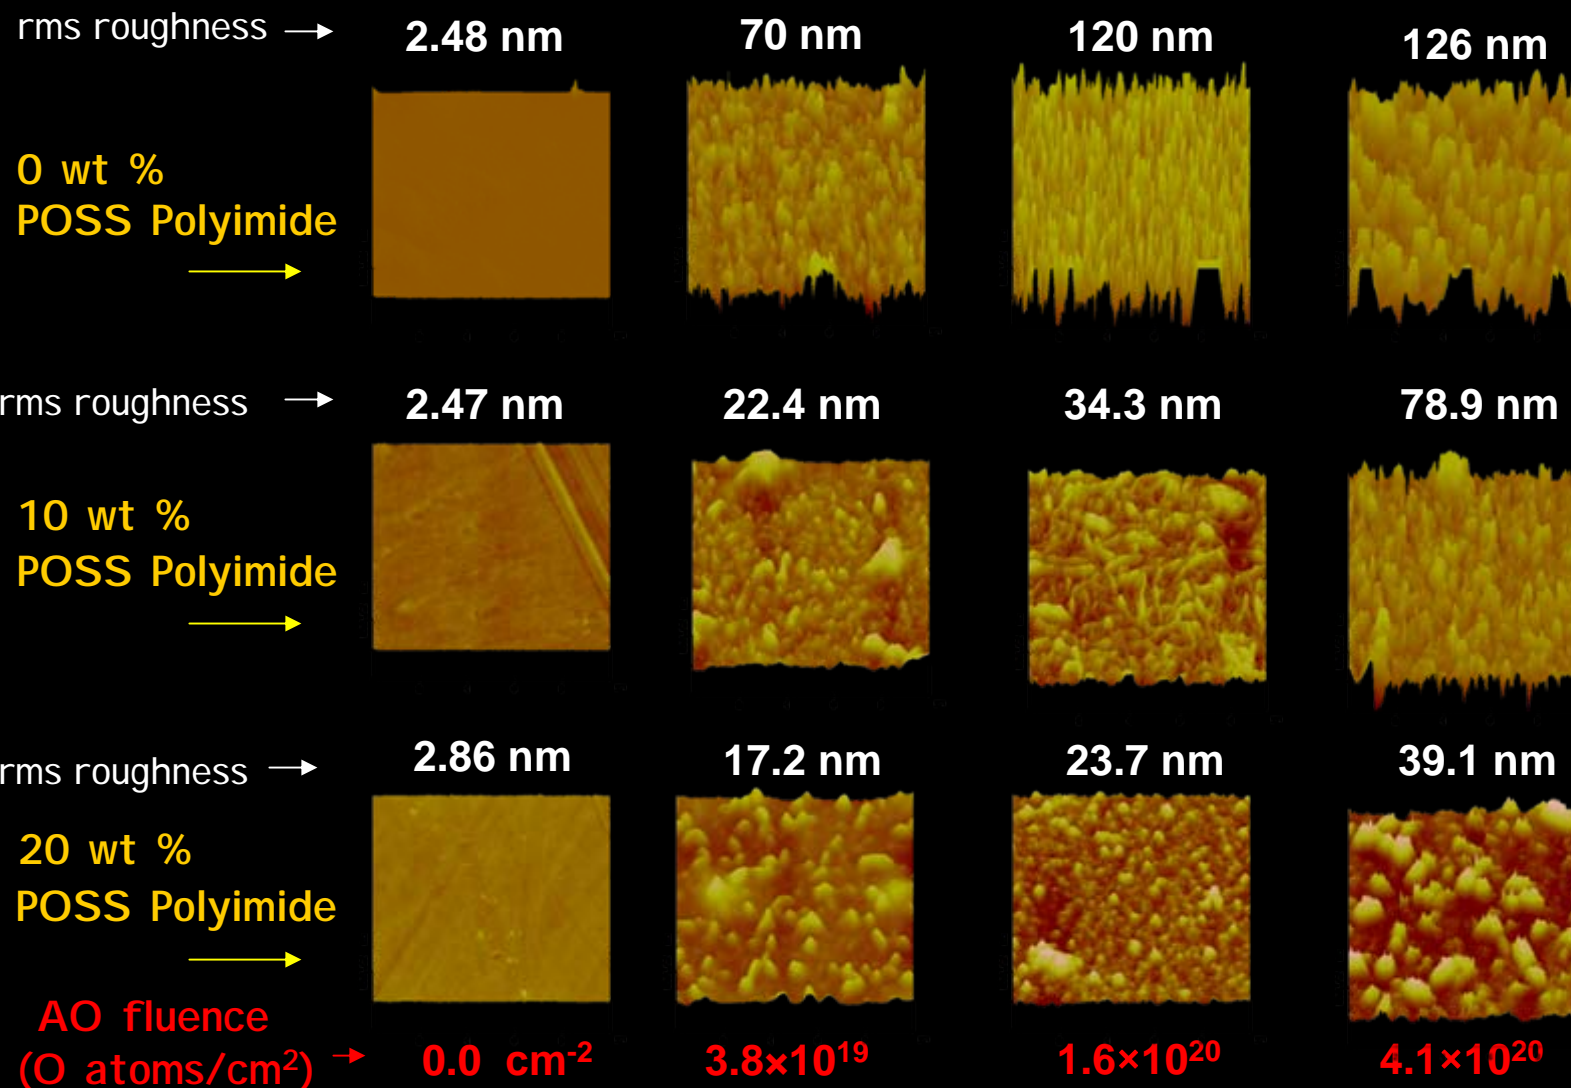 rms roughness → 2.48 nm 70 nm 120 nm 126 nm
0 wt %
POSS Polyimide
rms roughness → 2.47 nm 22.4 nm 34.3 nm 78.9 nm
10 wt %
POSS Polyimide
rms roughness → 2.86 nm 17.2 nm 23.7 nm 39.1 nm
20 wt %
POSS Polyimide
AO fluence
(O atoms/cm²) → 0.0 cm⁻² 3.8×10¹⁹ 1.6×10²⁰ 4.1×10²⁰